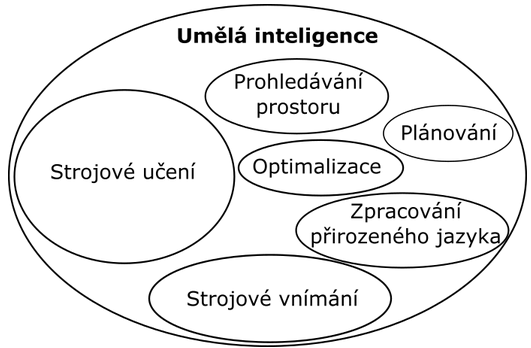 Umělá inteligence
Prohledávání
prostoru
Plánování
Strojové učení
Optimalizace
Zpracování
přirozeného jazyka
Strojové vnímání